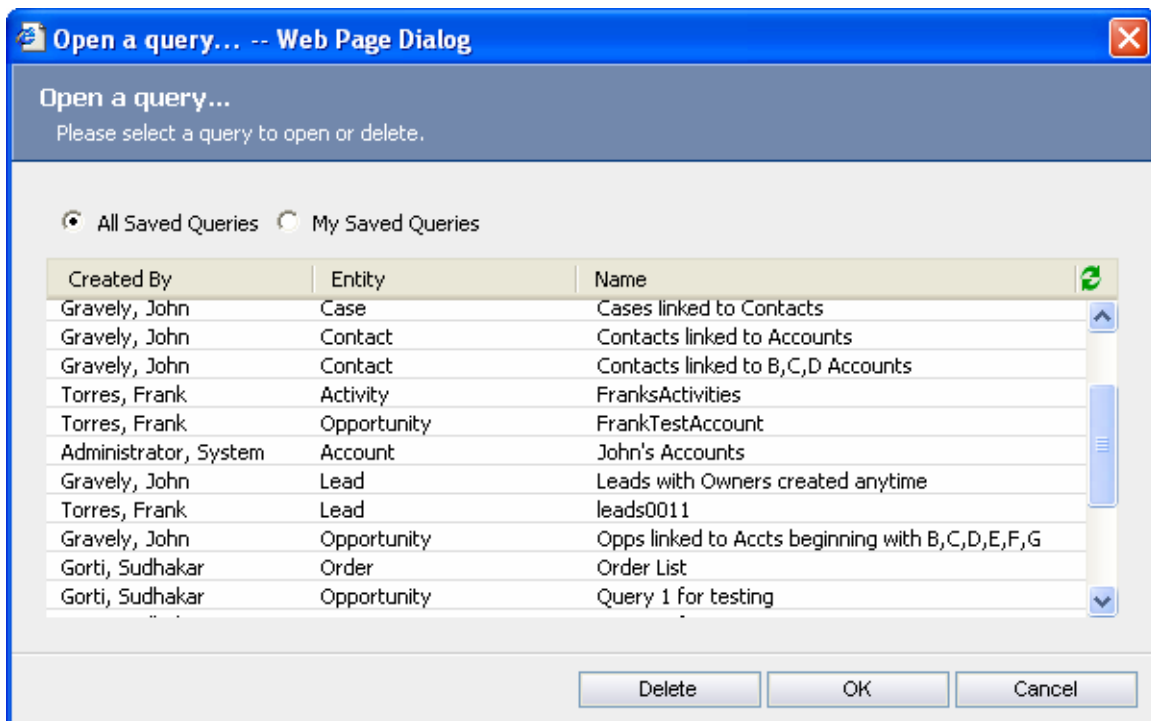 Open a query... -- Web Page Dialog
Open a query...
Please select a query to open or delete.
All Saved Queries My Saved Queries
Created By Entity Name
Gravely, John Case Cases linked to Contacts
Gravely, John Contact Contacts linked to Accounts
Gravely, John Contact Contacts linked to B,C,D Accounts
Torres, Frank Activity FranksActivities
Torres, Frank Opportunity FrankTestAccount
Administrator, System Account John's Accounts
Gravely, John Lead Leads with Owners created anytime
Torres, Frank Lead leads0011
Gravely, John Opportunity Opps linked to Accts beginning with B,C,D,E,F,G
Gorti, Sudhakar Order Order List
Gorti, Sudhakar Opportunity Query 1 for testing
Delete OK Cancel